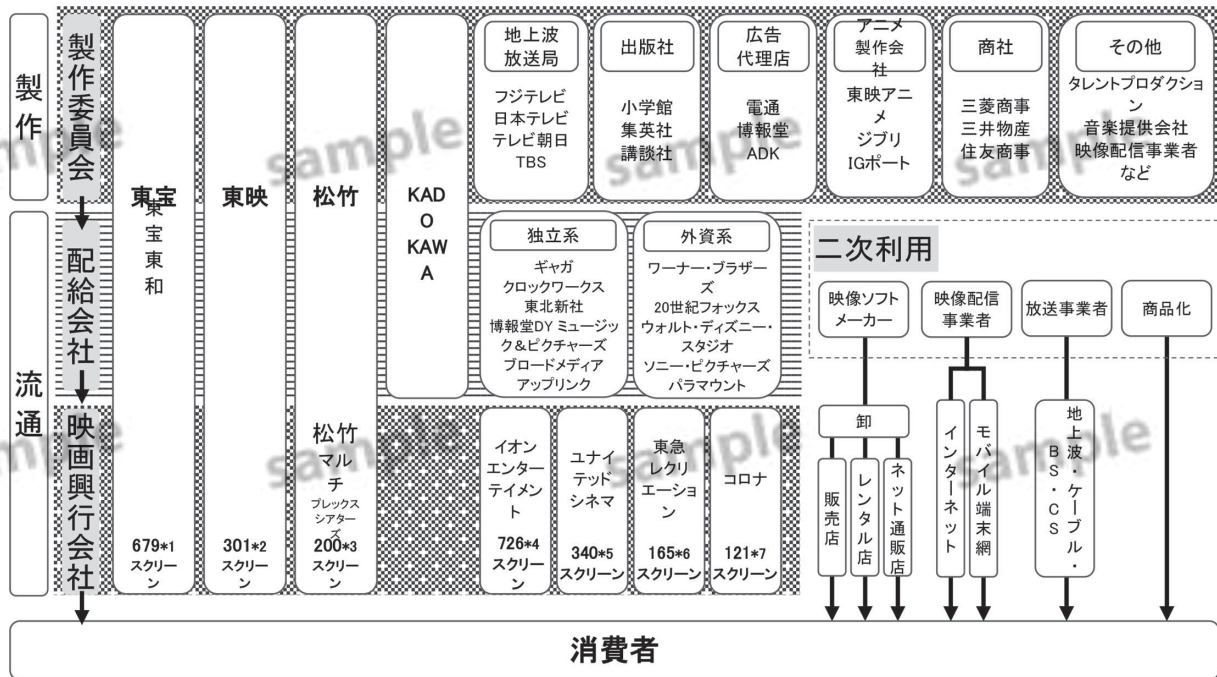 製作
製作委員会
地上波
放送局
フジテレビ
日本テレビ
テレビ朝日
TBS
出版社
小学館
集英社
講談社
広告
代理店
電通
博報堂
ADK
アニメ
製作会
社
東映アニ
メ
ジブリ
IGポート
商社
三菱商事
三井物産
住友商事
その他
タレントプロダクショ
ン
音楽提供会社
映像配信事業者
など
東宝
東宝東和
東映
松竹
KAD
O
KAW
A
流通
配給会社
独立系
ギャガ
クロックワークス
東北新社
博報堂DY ミュージッ
ク&ピクチャーズ
ブロードメディア
アップリンク
外資系
ワーナー・ブラザー
ズ
20世紀フォックス
ウォルト・ディズニー・
スタジオ
ソニー・ピクチャーズ
パラマウント
二次利用
映像ソフト
メーカー
映像配信
事業者
放送事業者
商品化
映画興行会社
679*1
スクリー
ン
301*2
スクリー
ン
松竹
マル
チ
プレックス
シアター
ズ
200*3
スクリー
ン
イオン
エンター
テイメン
ト
726*4
スクリー
ン
ユナイ
テッド
シネマ
340*5
スクリーン
東急
レクリ
エーショ
ン
165*6
スクリーン
コロナ
121*7
スクリーン
卸
販売店
レンタル店
ネット通販店
インターネット
モバイル端末網
地上波・ケーブル・
BS・CS
消費者
sample
sample
sample
sample
sample
sample
sample
sample